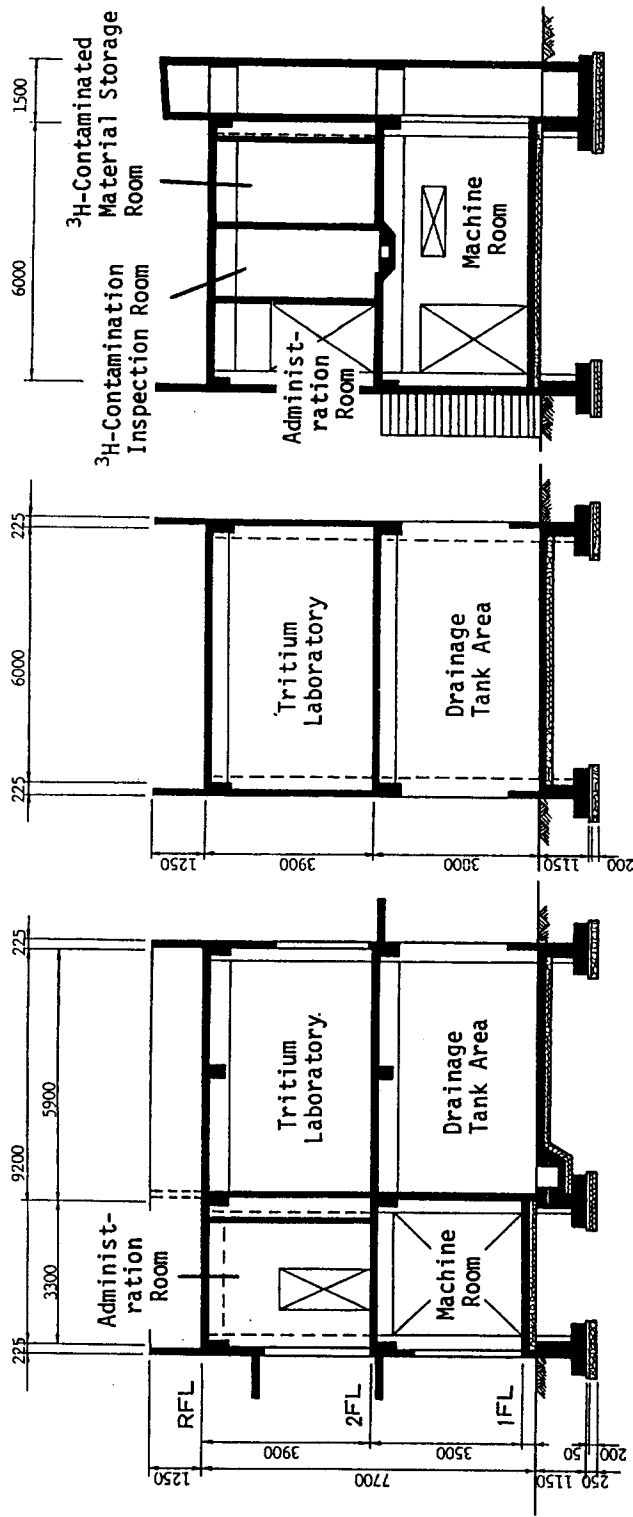 225
3300
9200
5900
225
Administ-
ration
Room
Tritium
Laboratory.
Machine
Room
Drainage
Tank Area
RFL
2FL
1FL
1250
3900
7700
3500
250
1150
50
200
225
6000
225
Tritium
Laboratory
Drainage
Tank Area
1250
3900
3800
1150
200
6000
1500
³H-Contaminated
Material Storage
Room
³H-Contamination
Inspection Room
Administ-
ration
Room
Machine
Room